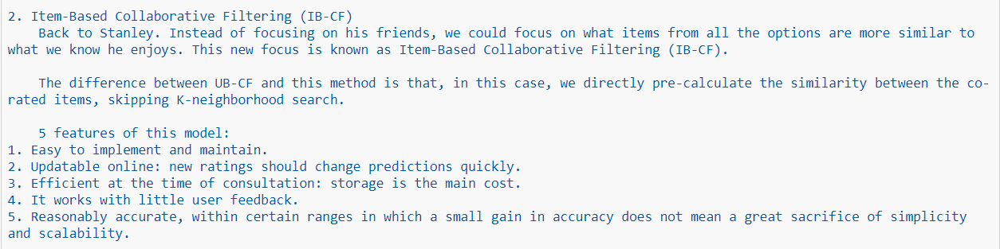 2. Item-Based Collaborative Filtering (IB-CF)
Back to Stanley. Instead of focusing on his friends, we could focus on what items from all the options are more similar to
what we know he enjoys. This new focus is known as Item-Based Collaborative Filtering (IB-CF).
The difference between UB-CF and this method is that, in this case, we directly pre-calculate the similarity between the co-
rated items, skipping K-neighborhood search.
5 features of this model:
1. Easy to implement and maintain.
2. Updatable online: new ratings should change predictions quickly.
3. Efficient at the time of consultation: storage is the main cost.
4. It works with little user feedback.
5. Reasonably accurate, within certain ranges in which a small gain in accuracy does not mean a great sacrifice of simplicity
and scalability.